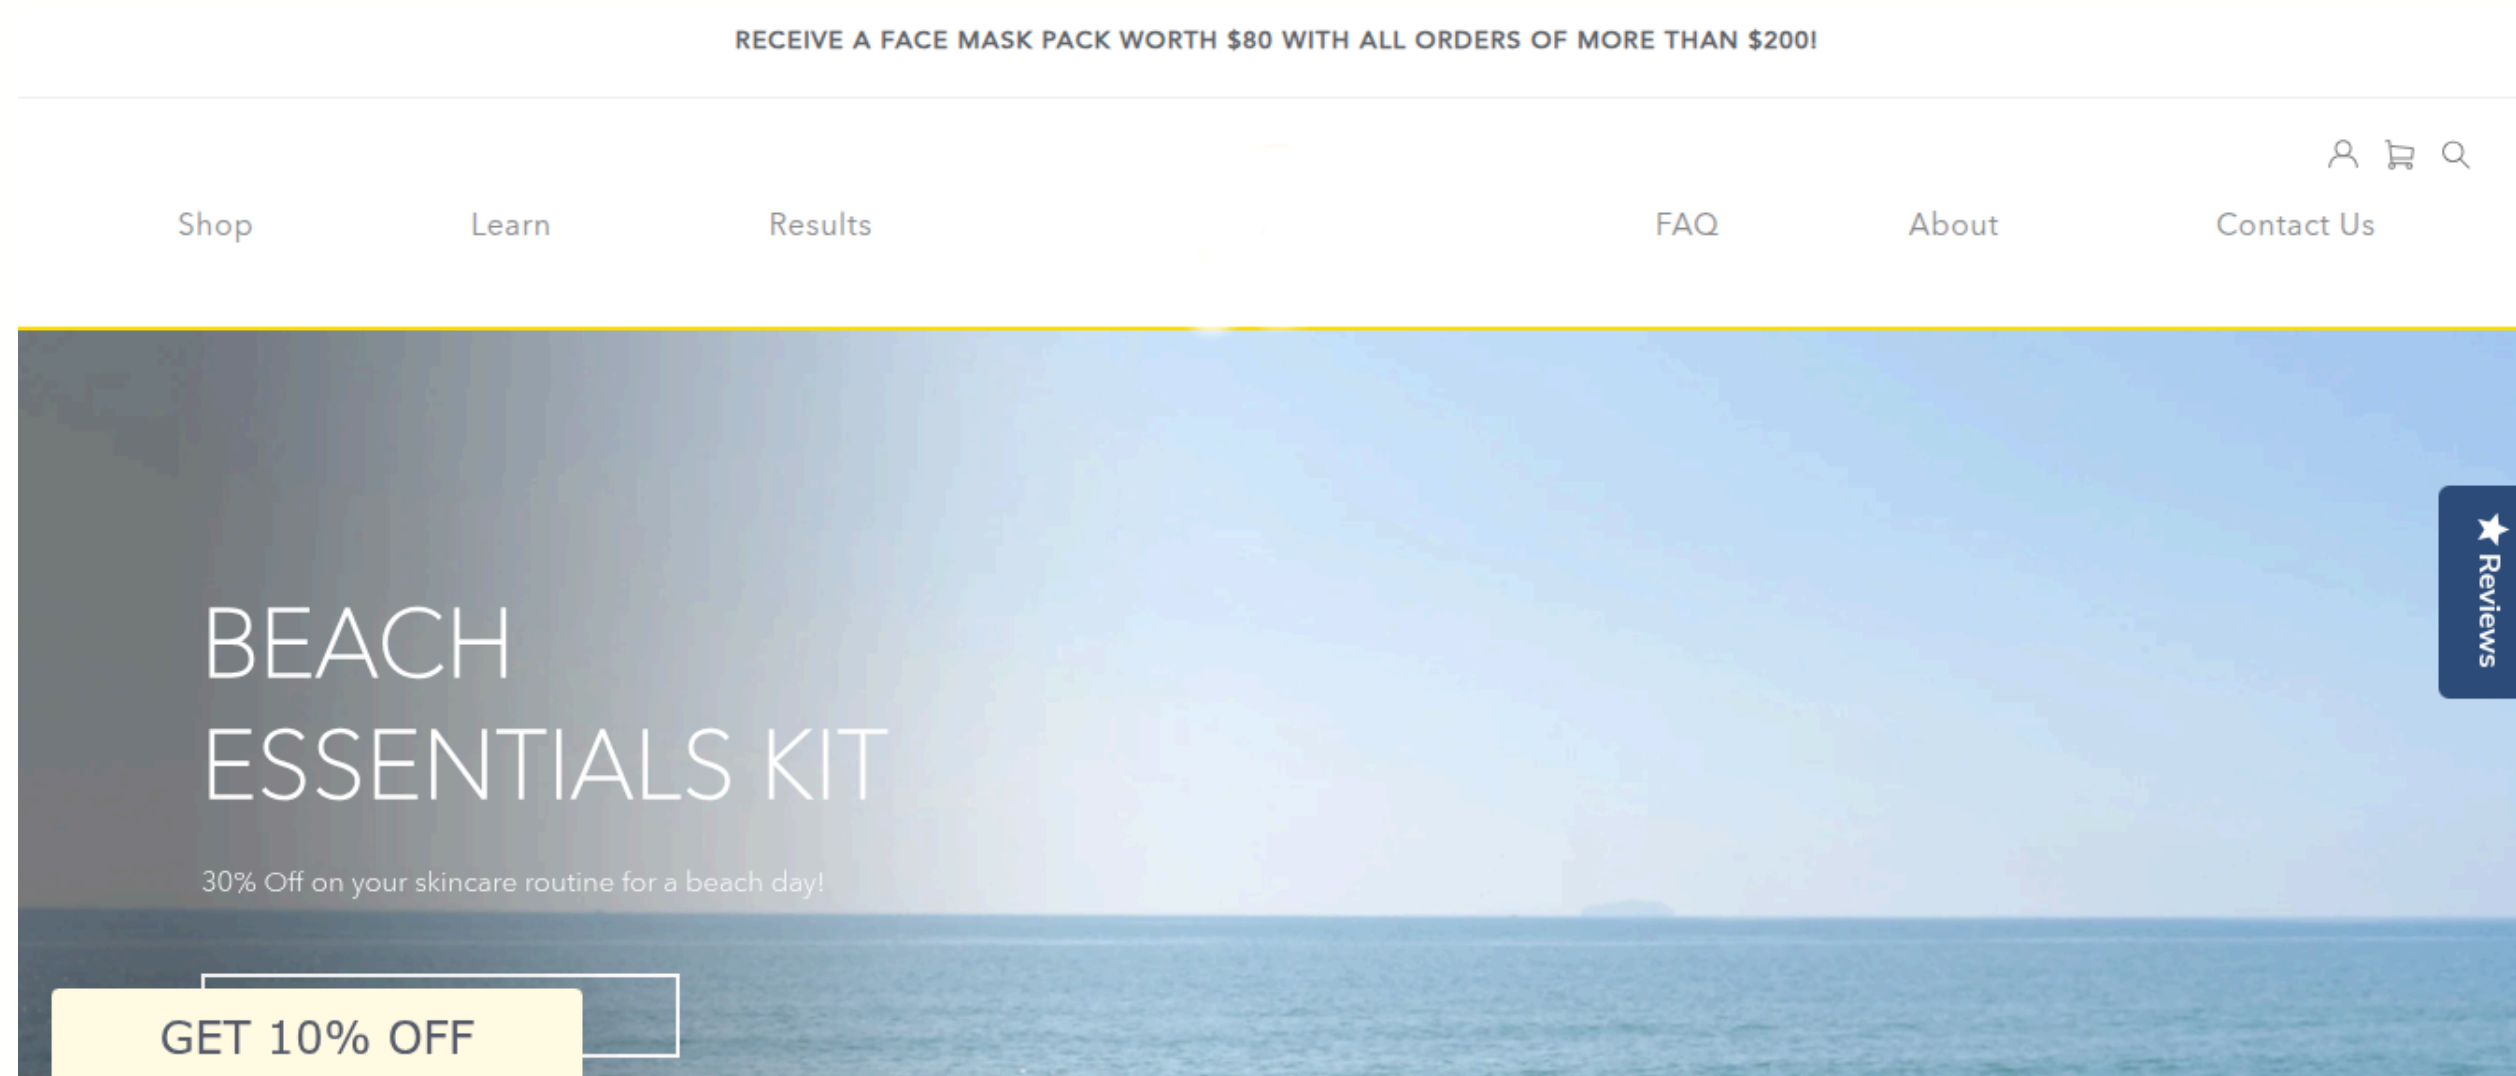 RECEIVE A FACE MASK PACK WORTH $80 WITH ALL ORDERS OF MORE THAN $200!
Shop
Learn
Results
FAQ
About
Contact Us
BEACH
ESSENTIALS KIT
30% Off on your skincare routine for a beach day!
GET 10% OFF
Reviews